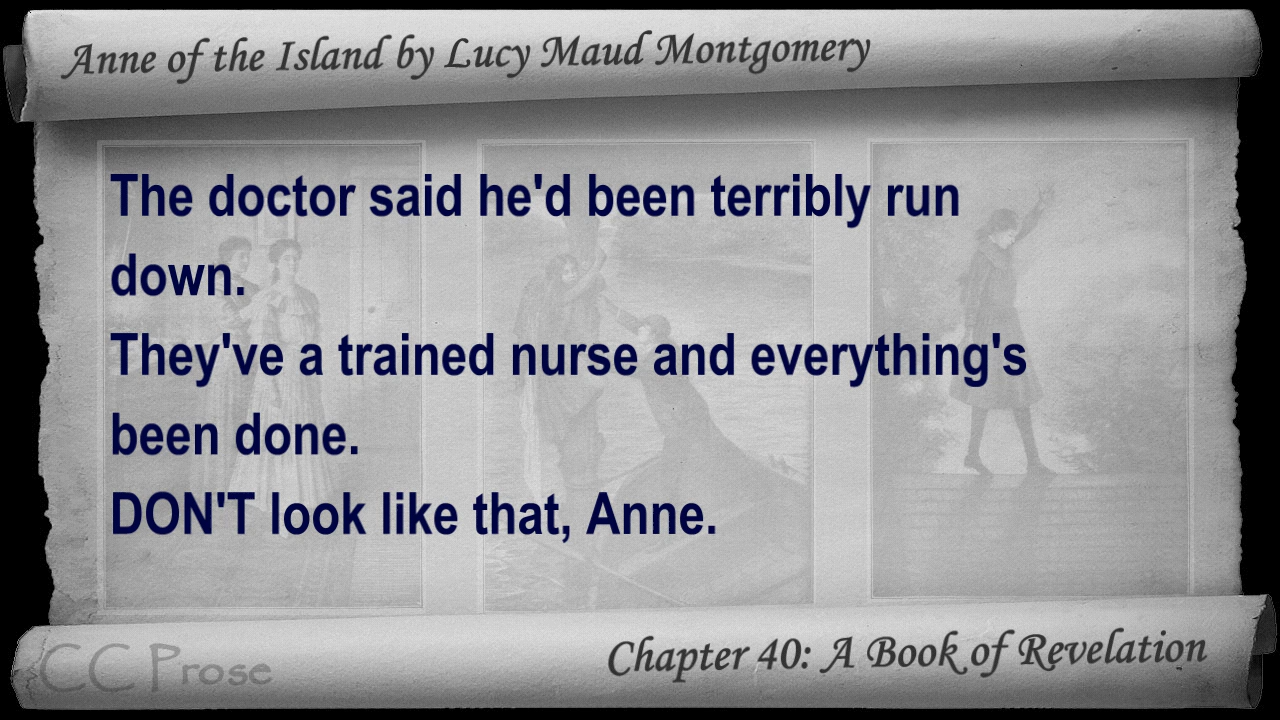 Anne of the Island by Lucy Maud Montgomery
The doctor said he'd been terribly run
down.
They've a trained nurse and everything's
been done.
DON'T look like that, Anne.
CC Prose
Chapter 40: A Book of Revelation